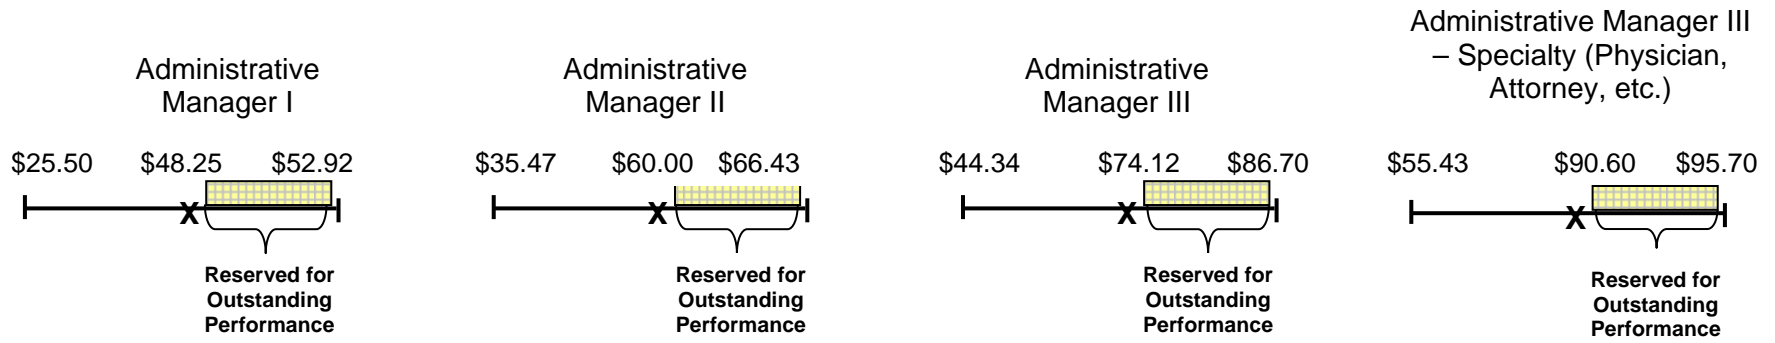 Administrative
Manager I
$25.50 $48.25 $52.92
X
Reserved for
Outstanding
Performance
Administrative
Manager II
$35.47 $60.00 $66.43
X
Reserved for
Outstanding
Performance
Administrative
Manager III
$44.34 $74.12 $86.70
X
Reserved for
Outstanding
Performance
Administrative Manager III
– Specialty (Physician,
Attorney, etc.)
$55.43 $90.60 $95.70
X
Reserved for
Outstanding
Performance